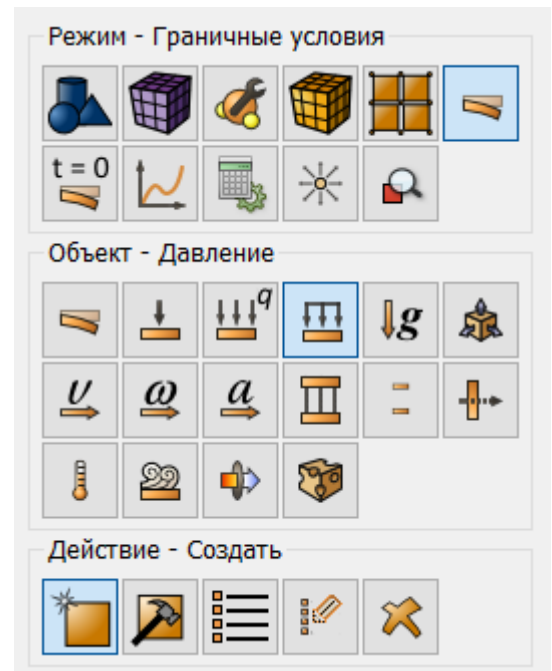 Режим - Граничные условия
t = 0
Объект - Давление
q
g
υ ω a
Действие - Создать